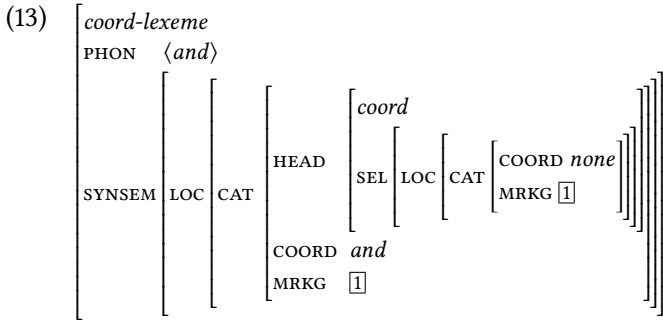 (13) coord-lexeme
PHON ⟨and⟩
coord
HEAD SEL LOC CAT COORD none
MRKG 1
SYNSEM LOC CAT
COORD and
MRKG 1